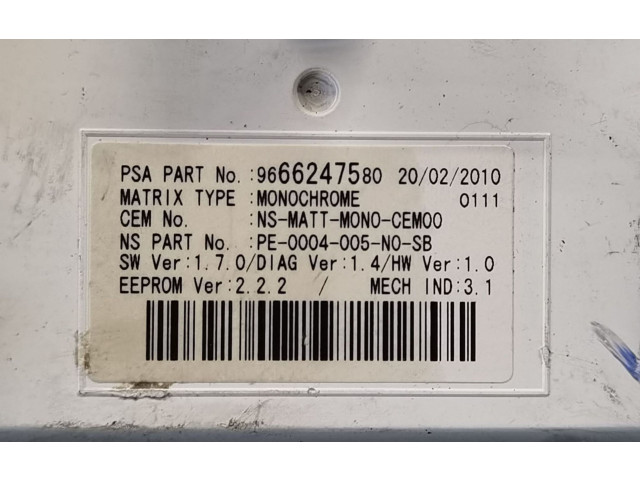 PSA PART No. :9666247580 20/02/2010
MATRIX TYPE :MONOCHROME 0111
CEM No. :NS-MATT-MONO-CEM00
NS PART No. :PE-0004-005-NO-SB
SW Ver:1.7.0/DIAG Ver:1.4/HW Ver:1.0
EEPROM Ver:2.2.2 / MECH IND:3.1